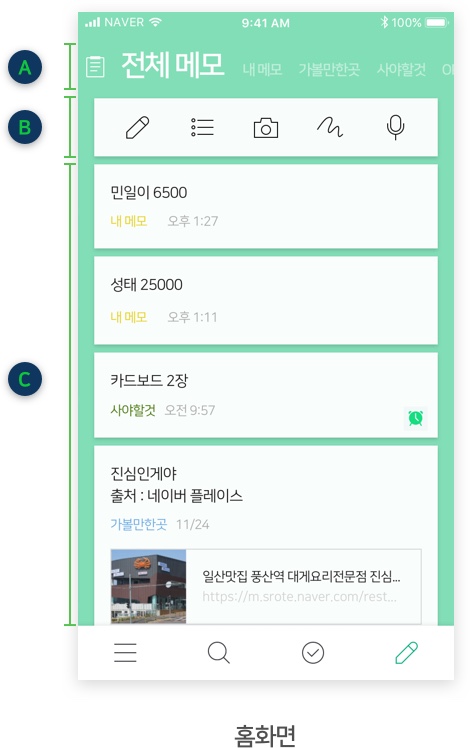 NAVER 9:41 AM 100%
A
전체 메모 내 메모 가볼만한곳 사야할것
B
민일이 6500
내 메모 오후 1:27
성태 25000
내 메모 오후 1:11
C
카드보드 2장
사야할것 오전 9:57
진심인게야
출처 : 네이버 플레이스
가볼만한곳 11/24
일산맛집 풍산역 대게요리전문점 진심...
https://m.srote.naver.com/rest...
홈화면